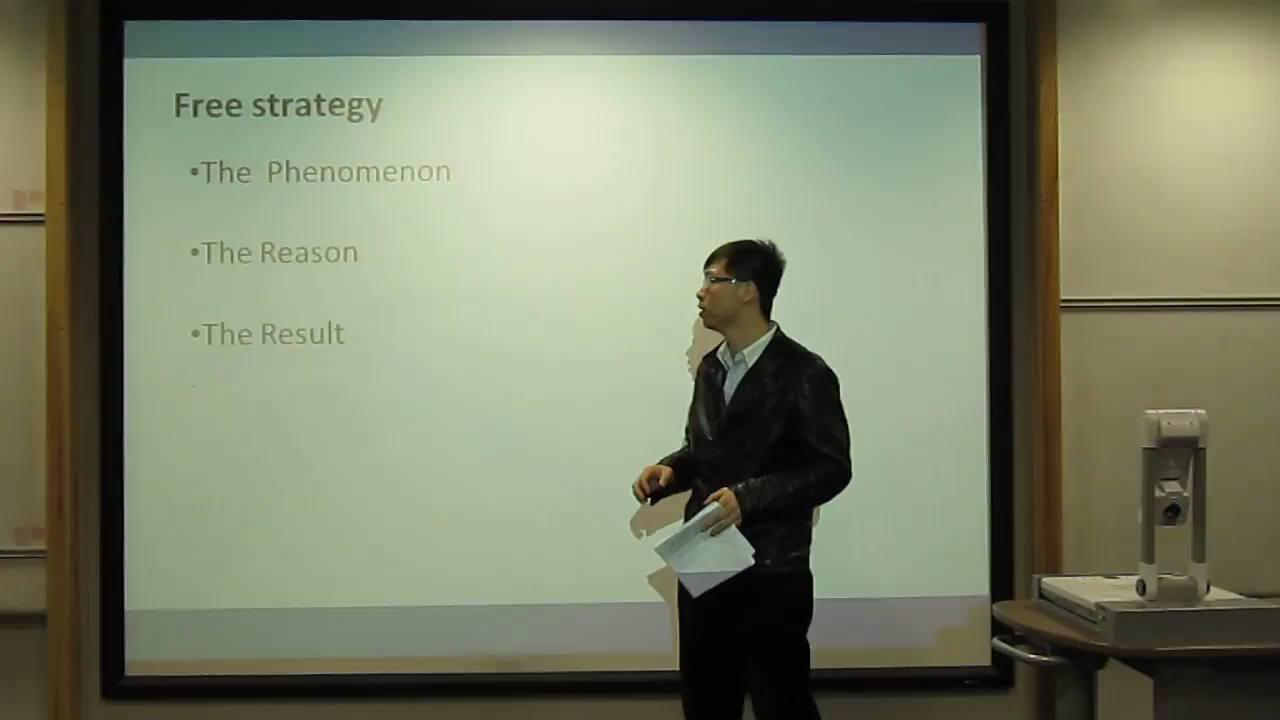 Free strategy
•The Phenomenon
•The Reason
•The Result